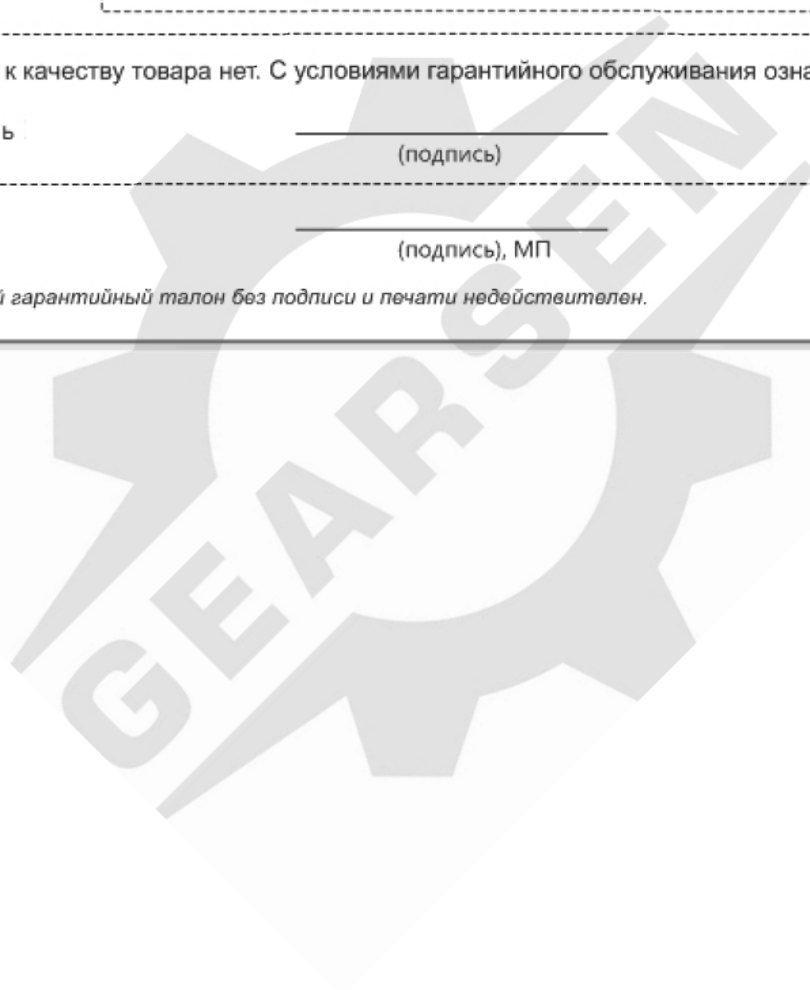 к качеству товара нет. С условиями гарантийного обслуживания озна
ь
(подпись)
(подпись), МП
й гарантийный талон без подписи и печати недействителен.
GEARSEN